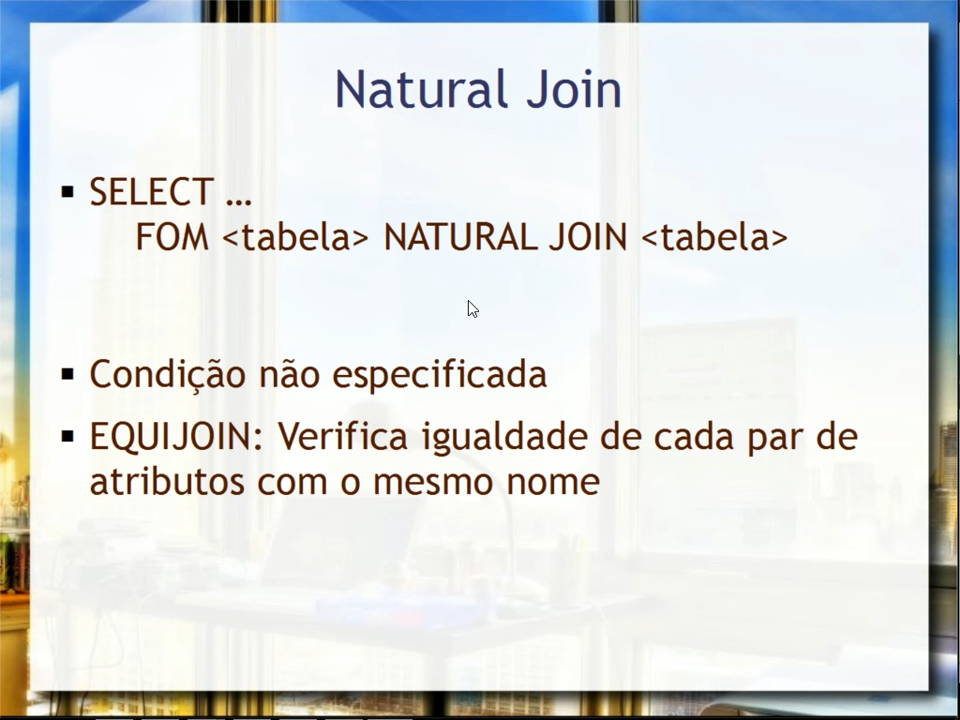 Natural Join
▪ SELECT …
FOM <tabela> NATURAL JOIN <tabela>
▪ Condição não especificada
▪ EQUIJOIN: Verifica igualdade de cada par de
atributos com o mesmo nome